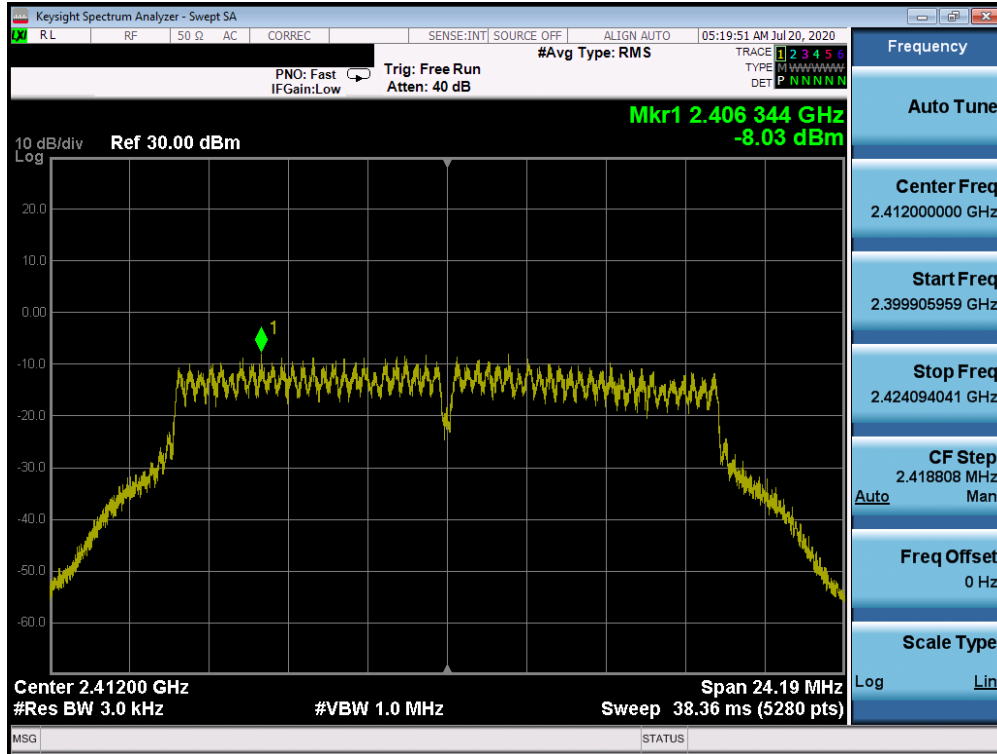 Keysight Spectrum Analyzer - Swept SA
LXI RL RF 50 Ω AC CORREC SENSE:INT SOURCE OFF ALIGN AUTO 05:19:51 AM Jul 20, 2020
#Avg Type: RMS
TRACE 1 2 3 4 5 6
PNO: Fast Trig: Free Run TYPE M W W W W W
IFGain:Low Atten: 40 dB DET P N N N N N
Mkr1 2.406 344 GHz
-8.03 dBm
10 dB/div Ref 30.00 dBm
Log
20.0
10.0
0.00
1
-10.0
-20.0
-30.0
-40.0
-50.0
-60.0
Center 2.41200 GHz Span 24.19 MHz
#Res BW 3.0 kHz #VBW 1.0 MHz Sweep 38.36 ms (5280 pts)
MSG STATUS
Frequency
Auto Tune
Center Freq
2.412000000 GHz
Start Freq
2.399905959 GHz
Stop Freq
2.424094041 GHz
CF Step
2.418808 MHz
Auto Man
Freq Offset
0 Hz
Scale Type
Log Lin